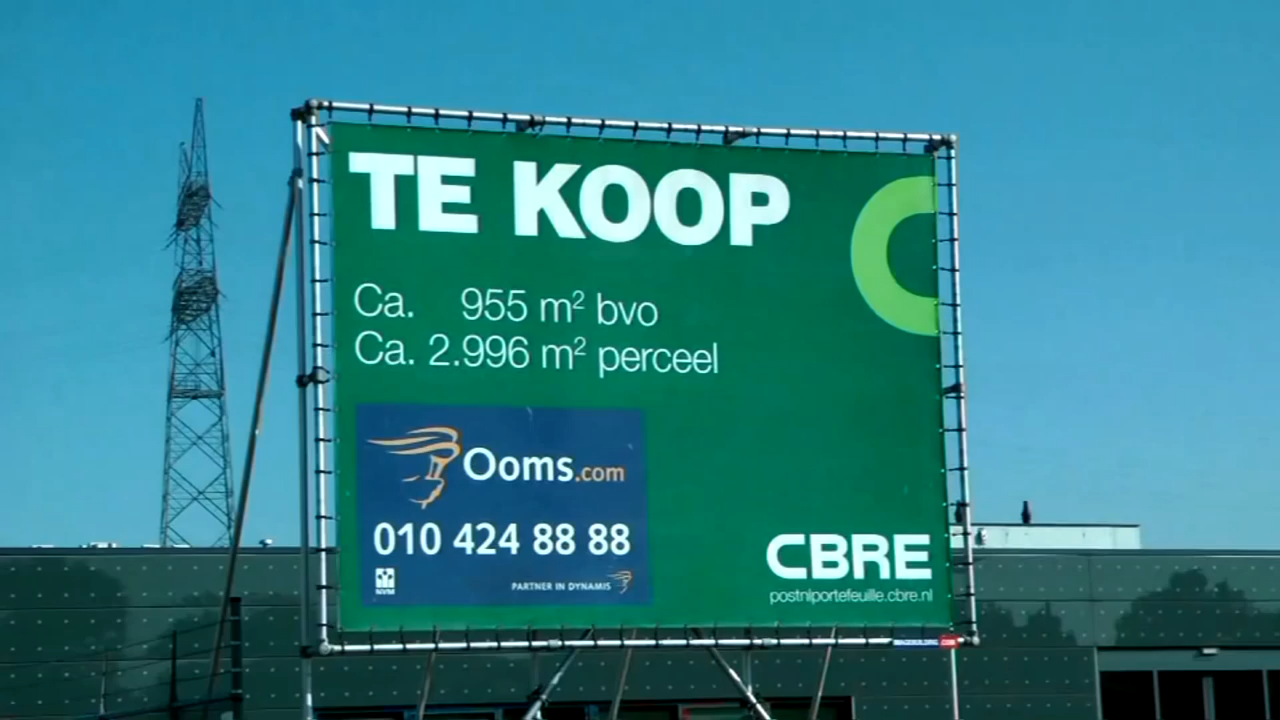 TE KOOP
Ca. 955 m² bvo
Ca. 2.996 m² perceel
Ooms.com
010 424 88 88
NVM
PARTNER IN DYNAMIS
CBRE
postnlportefeuille.cbre.nl